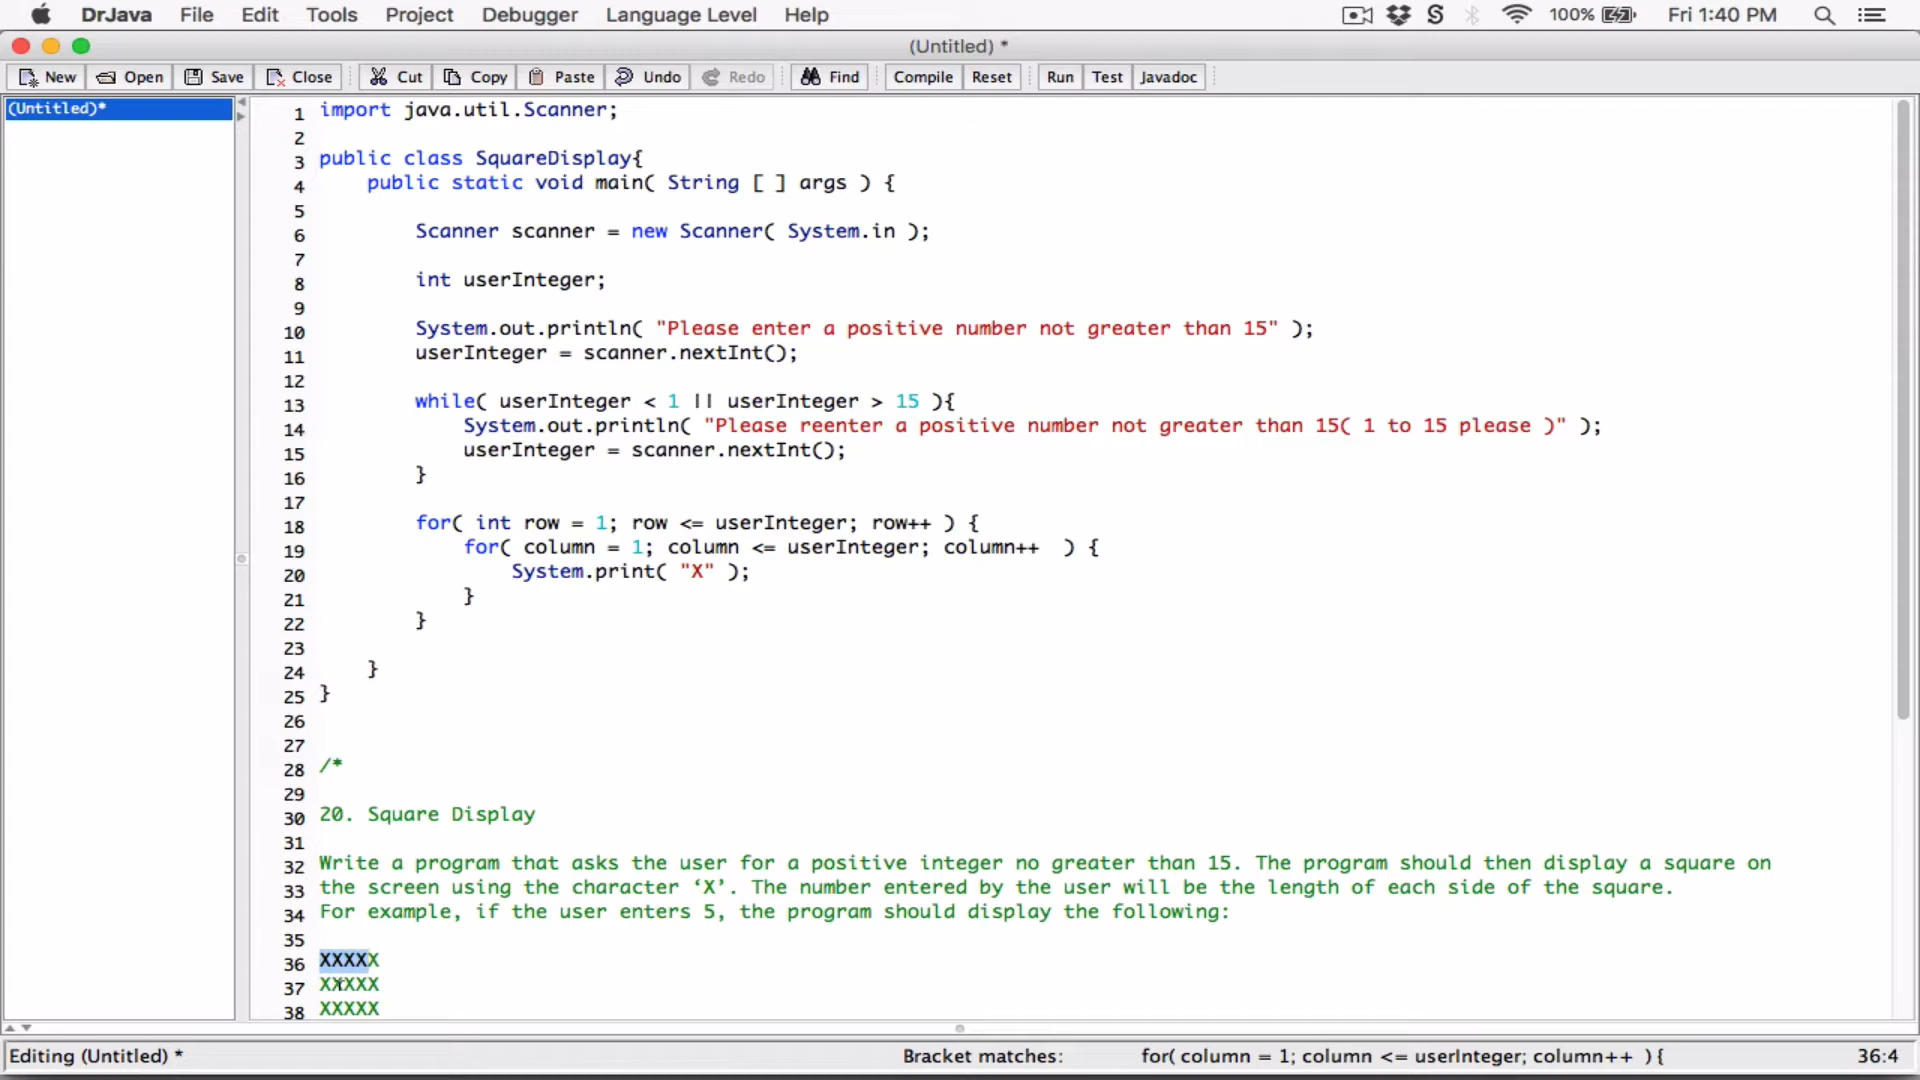 DrJava File Edit Tools Project Debugger Language Level Help S 100% Fri 1:40 PM
(Untitled) *
New Open Save Close Cut Copy Paste Undo Redo Find Compile Reset Run Test Javadoc
(Untitled)*
1 import java.util.Scanner;
2
3 public class SquareDisplay{
4 public static void main( String [ ] args ) {
5
6 Scanner scanner = new Scanner( System.in );
7
8 int userInteger;
9
10 System.out.println( "Please enter a positive number not greater than 15" );
11 userInteger = scanner.nextInt();
12
13 while( userInteger < 1 || userInteger > 15 ){
14 System.out.println( "Please reenter a positive number not greater than 15( 1 to 15 please )" );
15 userInteger = scanner.nextInt();
16 }
17
18 for( int row = 1; row <= userInteger; row++ ) {
19 for( column = 1; column <= userInteger; column++  ) {
20 System.print( "X" );
21 }
22 }
23
24 }
25 }
26
27
28 /*
29
30 20. Square Display
31
32 Write a program that asks the user for a positive integer no greater than 15. The program should then display a square on
33 the screen using the character ‘X’. The number entered by the user will be the length of each side of the square.
34 For example, if the user enters 5, the program should display the following:
35
36 XXXXX
37 XXXXX
38 XXXXX
Editing (Untitled) * Bracket matches: for( column = 1; column <= userInteger; column++ ) { 36:4